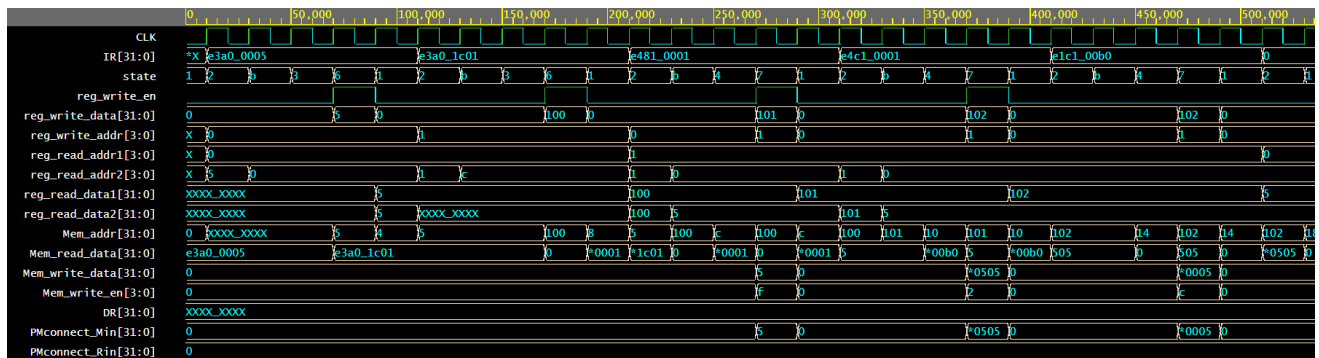 0 50,000 100,000 150,000 200,000 250,000 300,000 350,000 400,000 450,000 500,000
CLK
IR[31:0] *X e3a0_0005 e3a0_1c01 e481_0001 e4c1_0001 e1c1_00b0 0
state 1 2 b 3 6 1 2 b 3 6 1 2 b 4 7 1 2 b 4 7 1 2 b 4 7 1 2 1
reg_write_en
reg_write_data[31:0] 0 5 0 100 0 101 0 102 0 102 0
reg_write_addr[3:0] X 0 1 0 1 0 1 0 1 0
reg_read_addr1[3:0] X 0 1 0
reg_read_addr2[3:0] X 5 0 1 c 1 0 1 0
reg_read_data1[31:0] XXXX_XXXX 5 100 101 102 5
reg_read_data2[31:0] XXXX_XXXX 5 XXXX_XXXX 100 5 101 5
Mem_addr[31:0] 0 XXXX_XXXX 5 4 5 100 8 5 100 c 100 c 100 101 10 101 10 102 14 102 14 102 18
Mem_read_data[31:0] e3a0_0005 e3a0_1c01 0 *0001 *1c01 0 *0001 0 *0001 5 *00b0 5 *00b0 505 0 505 0 *0505 0
Mem_write_data[31:0] 0 5 0 *0505 0 *0005 0
Mem_write_en[3:0] 0 f 0 2 0 c 0
DR[31:0] XXXX_XXXX
PMconnect_Min[31:0] 0 5 0 *0505 0 *0005 0
PMconnect_Rin[31:0] 0